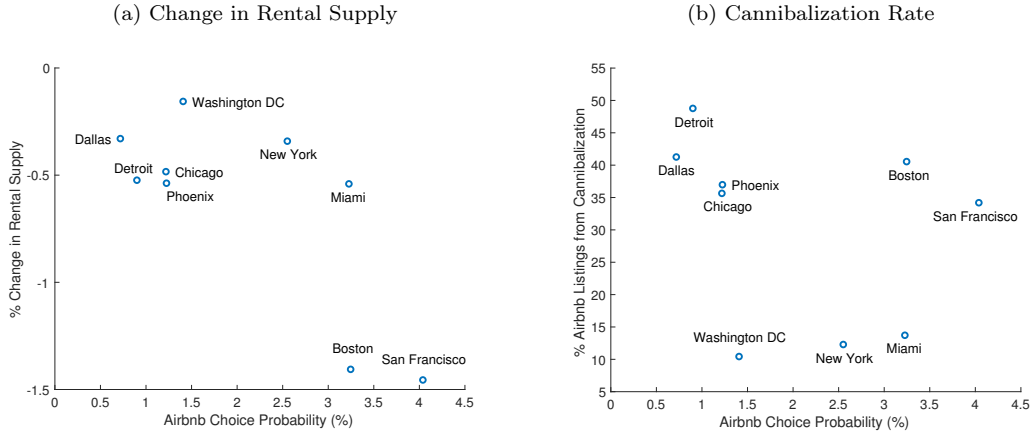 (a) Change in Rental Supply
% Change in Rental Supply
0
-0.5
-1
-1.5
0 0.5 1 1.5 2 2.5 3 3.5 4 4.5
Airbnb Choice Probability (%)
Washington DC
Dallas
New York
Detroit
Chicago
Phoenix
Miami
Boston
San Francisco
(b) Cannibalization Rate
% Airbnb Listings from Cannibalization
55
50
45
40
35
30
25
20
15
10
5
0 0.5 1 1.5 2 2.5 3 3.5 4 4.5
Airbnb Choice Probability (%)
Detroit
Dallas
Boston
Phoenix
Chicago
San Francisco
Washington DC
New York
Miami